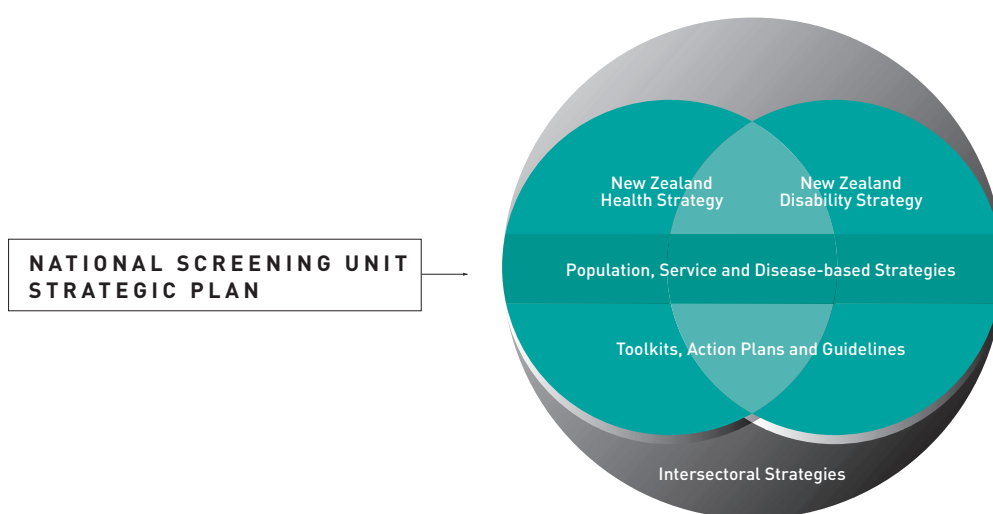 NATIONAL SCREENING UNIT
STRATEGIC PLAN
New Zealand
Health Strategy
New Zealand
Disability Strategy
Population, Service and Disease-based Strategies
Toolkits, Action Plans and Guidelines
Intersectoral Strategies